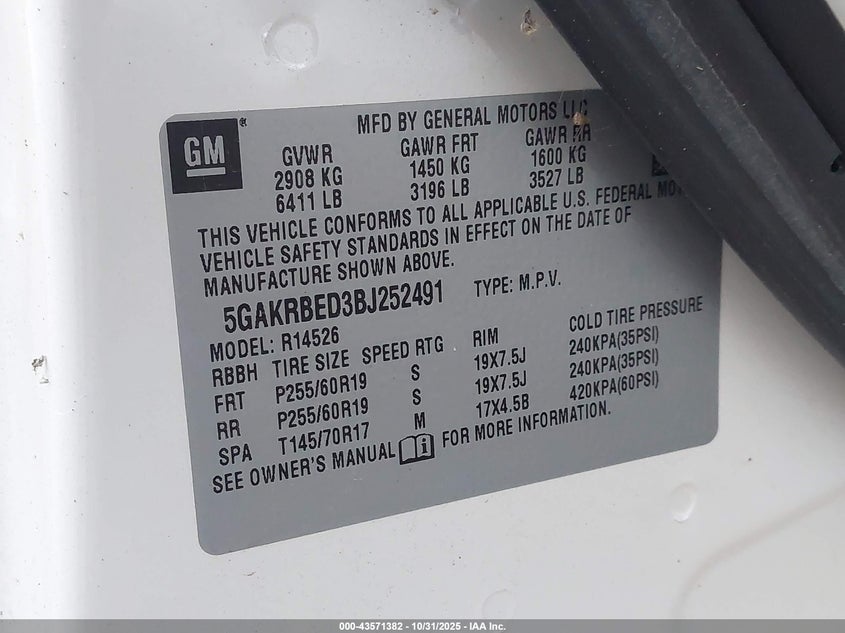 MFD BY GENERAL MOTORS LLC
GM
GVWR GAWR FRT GAWR RR
2908 KG 1450 KG 1600 KG
6411 LB 3196 LB 3527 LB
THIS VEHICLE CONFORMS TO ALL APPLICABLE U.S. FEDERAL
VEHICLE SAFETY STANDARDS IN EFFECT ON THE DATE OF
MANUFACTURE SHOWN ABOVE.
5GAKRBED3BJ252491 TYPE: M.P.V.
MODEL: R14526
RBBH TIRE SIZE SPEED RTG RIM COLD TIRE PRESSURE
FRT P255/60R19 S 19X7.5J 240KPA(35PSI)
RR P255/60R19 S 19X7.5J 240KPA(35PSI)
SPA T145/70R17 M 17X4.5B 420KPA(60PSI)
SEE OWNER'S MANUAL FOR MORE INFORMATION.
000-43571382 - 10/31/2025 - IAA Inc.